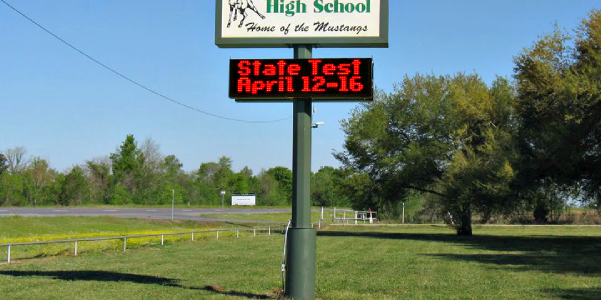 High School
Home of the Mustangs
State Test
April 12-16